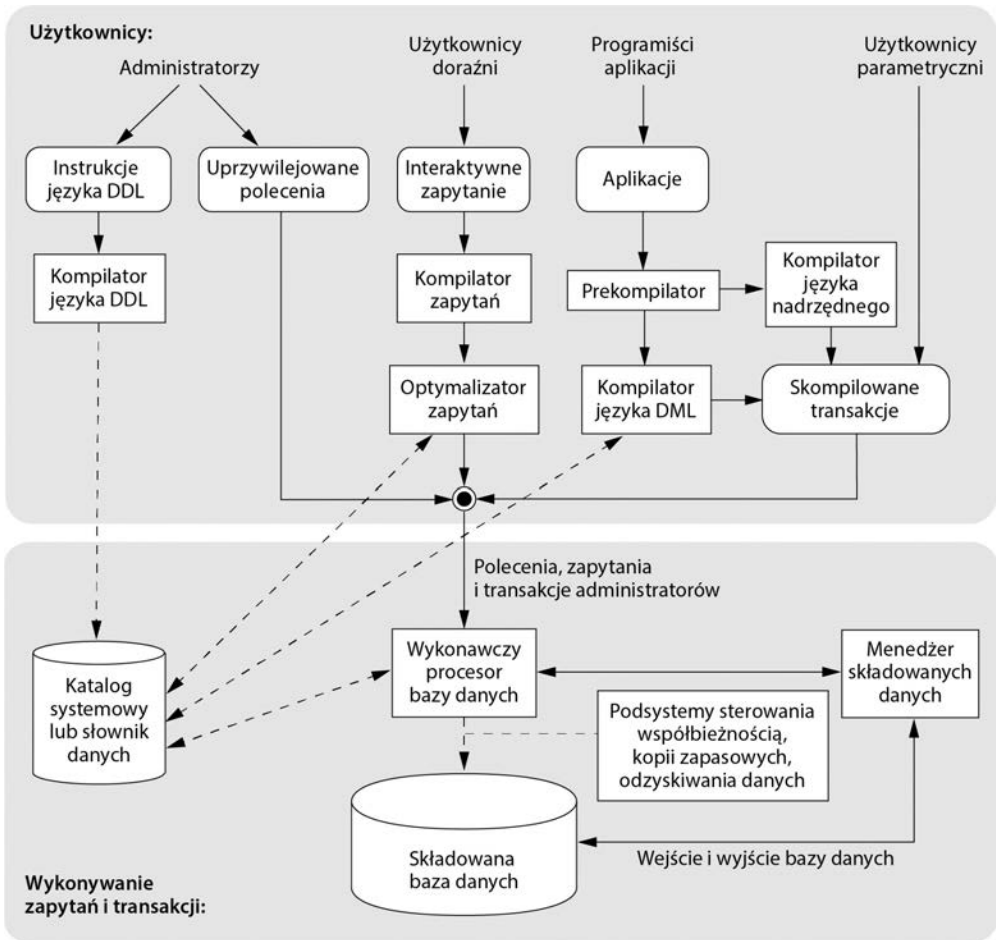 Użytkownicy:
Administratorzy
Użytkownicy
doraźni
Programiści
aplikacji
Użytkownicy
parametryczni
Instrukcje
języka DDL
Uprzywilejowane
polecenia
Interaktywne
zapytanie
Aplikacje
Kompilator
języka DDL
Kompilator
zapytań
Prekompilator
Kompilator
języka
nadrzędnego
Optymalizator
zapytań
Kompilator
języka DML
Skompilowane
transakcje
Polecenia, zapytania
i transakcje administratorów
Katalog
systemowy
lub słownik
danych
Wykonawczy
procesor
bazy danych
Menedżer
składowanych
danych
Podsystemy sterowania
współbieżnością,
kopii zapasowych,
odzyskiwania danych
Składowana
baza danych
Wejście i wyjście bazy danych
Wykonywanie
zapytań i transakcji: